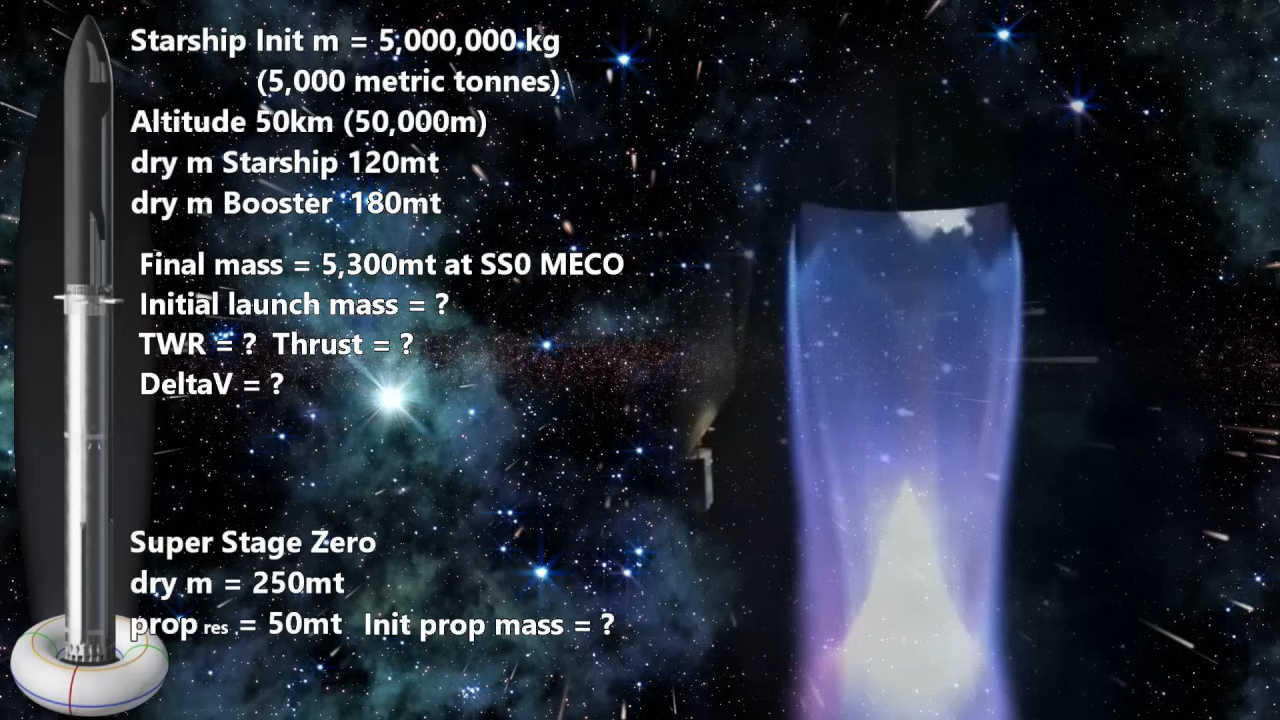 Starship Init m = 5,000,000 kg
(5,000 metric tonnes)
Altitude 50km (50,000m)
dry m Starship 120mt
dry m Booster 180mt
Final mass = 5,300mt at SS0 MECO
Initial launch mass = ?
TWR = ? Thrust = ?
DeltaV = ?
Super Stage Zero
dry m = 250mt
prop res . = 50mt Init prop mass = ?